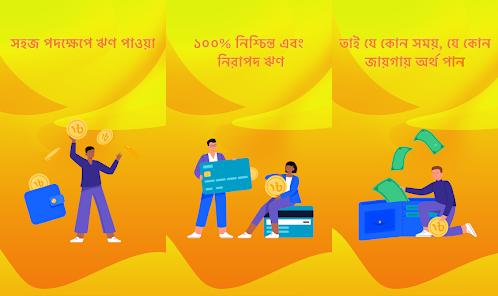 সহজ পদক্ষেপে ঋণ পাওয়া
১০০% নিশ্চিন্ত এবং
নিরাপদ ঋণ
তাই যে কোন সময়, যে কোন
জায়গায় অর্থ পান